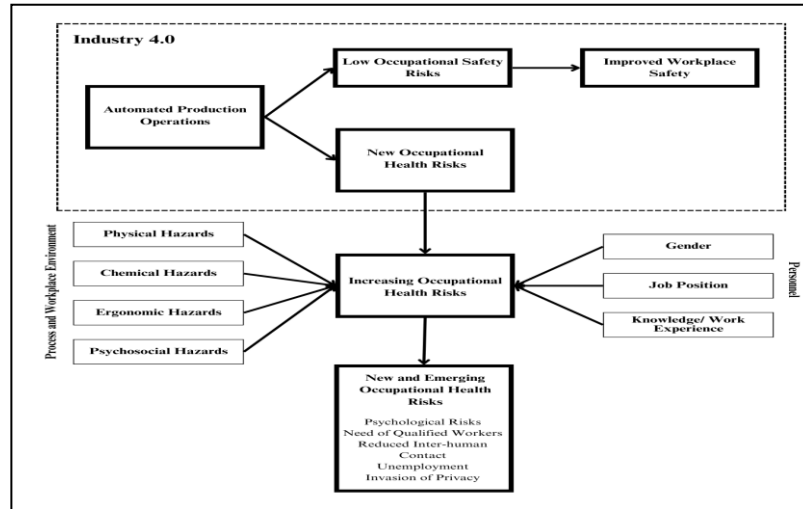 Industry 4.0
Low Occupational Safety
Risks
Improved Workplace
Safety
Automated Production
Operations
New Occupational
Health Risks
Process and Workplace Environment
Physical Hazards
Chemical Hazards
Ergonomic Hazards
Psychosocial Hazards
Increasing Occupational
Health Risks
Gender
Job Position
Knowledge/ Work
Experience
Personnel
New and Emerging
Occupational Health
Risks
Psychological Risks
Need of Qualified Workers
Reduced Inter-human
Contact
Unemployment
Invasion of Privacy